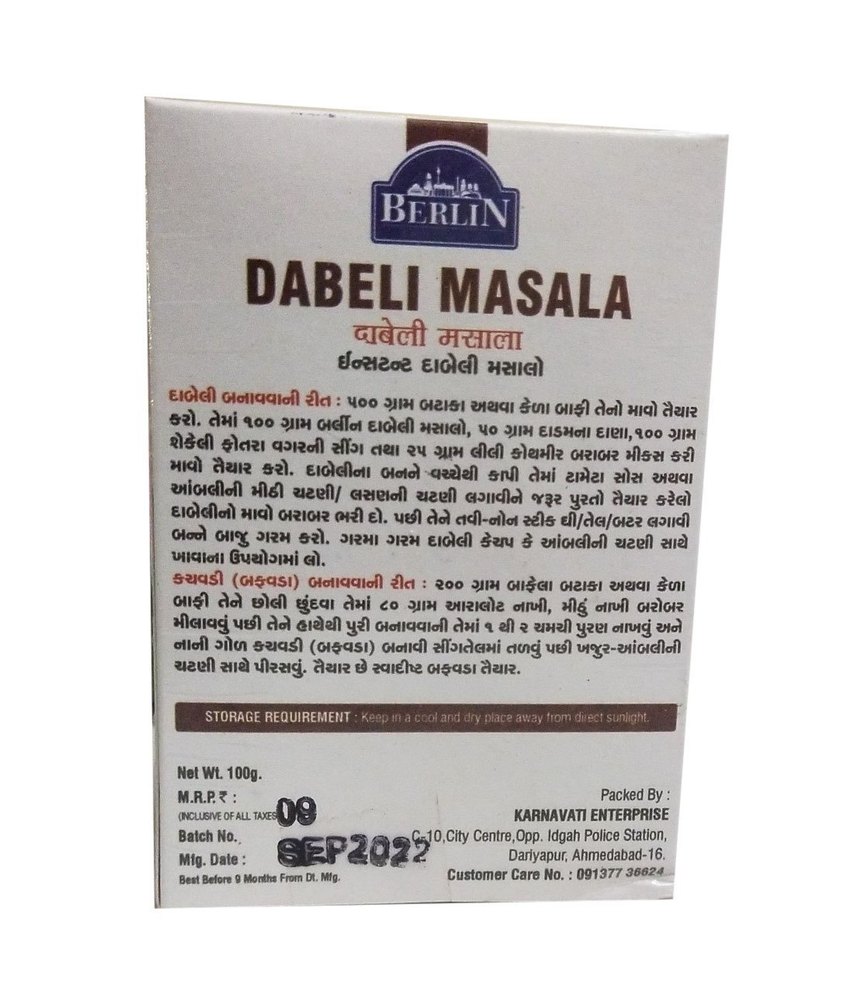 BERLIN
DABELI MASALA
दाबेली मसाला
ઈન્સટન્ટ દાબેલી મસાલો
દાબેલી બનાવવાની રીત : ૫૦૦ ગ્રામ બટાકા અથવા કેળા બાફી તેનો માવો તૈયાર
કરો. તેમાં ૧૦૦ ગ્રામ બર્લીન દાબેલી મસાલો, ૫૦ ગ્રામ દાડમના દાણા,૧૦૦ ગ્રામ
શેકેલી ફોતરા વગરની સીંગ તથા ૨૫ ગ્રામ લીલી કોથમીર બરાબર મીકસ કરી
માવો તૈયાર કરો. દાબેલીના બનને વચ્ચેથી કાપી તેમાં ટામેટા સોસ અથવા
આંબલીની મીઠી ચટણી/ લસણની ચટણી લગાવીને જરૂર પુરતો તૈયાર કરેલો
દાબેલીનો માવો બરાબર ભરી દો. પછી તેને તવી-નોન સ્ટીક ઘી/તેલ/બટર લગાવી
બન્ને બાજુ ગરમ કરો. ગરમા ગરમ દાબેલી કેચપ કે આંબલીની ચટણી સાથે
ખાવાના ઉપયોગમાં લો.
કચવડી (બફવડા) બનાવવાની રીત : ૨૦૦ ગ્રામ બાફેલા બટાકા અથવા કેળા
બાફી તેને છોલી છુંદવા તેમાં ૮૦ ગ્રામ આરાલોટ નાખી, મીઠું નાખી બરોબર
મીલાવવું પછી તેને હાથેથી પુરી બનાવવાની તેમાં ૧ થી ૨ ચમચી પુરણ નાખવું અને
નાની ગોળ કચવડી (બફવડા) બનાવી સીંગતેલમાં તળવું પછી ખજુર-આંબલીની
ચટણી સાથે પીરસવું. તૈયાર છે સ્વાદીષ્ટ બફવડા તૈયાર.
STORAGE REQUIREMENT : Keep in a cool and dry place away from direct sunlight.
Net Wt. 100g.
M.R.P. ₹ :
(INCLUSIVE OF ALL TAXES
09
Batch No.
Mfg. Date : SEP2022
Best Before 9 Months From Dt. Mfg.
Packed By :
KARNAVATI ENTERPRISE
C-10,City Centre,Opp. Idgah Police Station,
Dariyapur, Ahmedabad-16.
Customer Care No. : 091377 36624